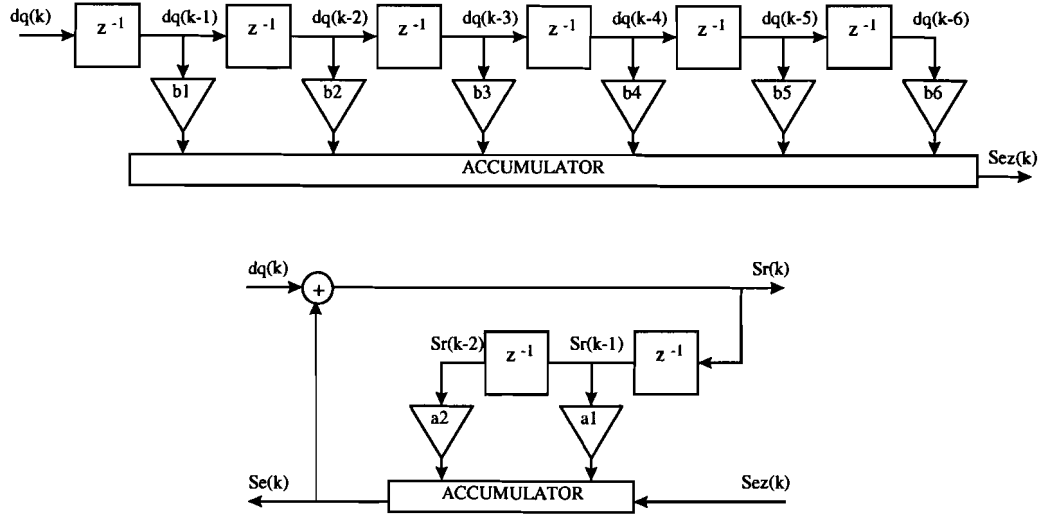 dq(k) dq(k-1) dq(k-2) dq(k-3) dq(k-4) dq(k-5) dq(k-6)
z -1 z -1 z -1 z -1 z -1 z -1
b1 b2 b3 b4 b5 b6
ACCUMULATOR
Sez(k)
dq(k) Sr(k)
+
Sr(k-2) Sr(k-1)
z -1 z -1
a2 a1
Se(k) ACCUMULATOR Sez(k)